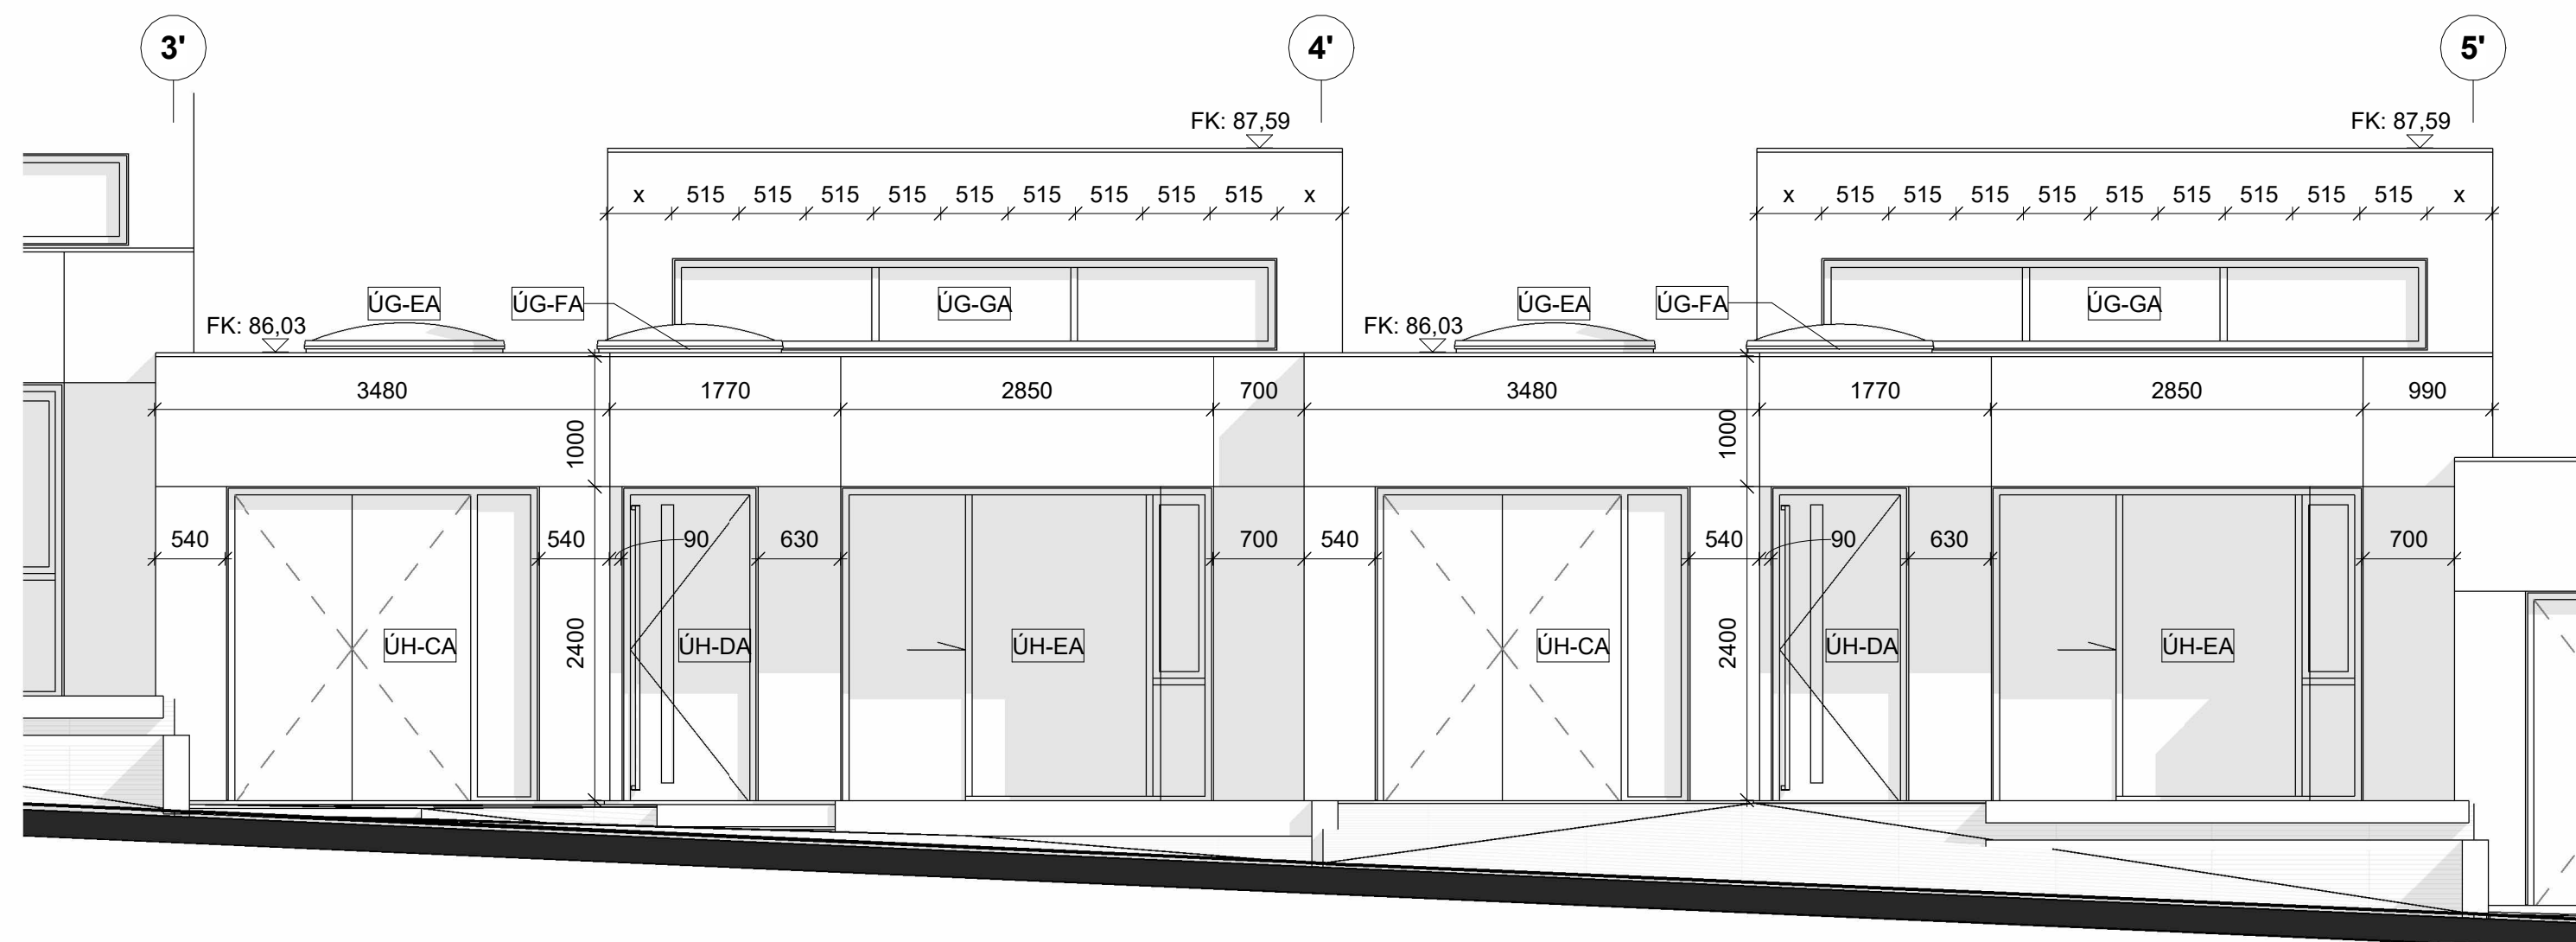 3' 4' 5'
FK: 87,59 FK: 87,59
x 515 515 515 515 515 515 515 515 515 x x 515 515 515 515 515 515 515 515 515 x
ÚG-EA ÚG-FA ÚG-GA ÚG-EA ÚG-FA ÚG-GA
FK: 86,03 FK: 86,03
3480 1770 2850 700 3480 1770 2850 990
1000 1000
540 540 90 630 700 540 540 90 630 700
2400 2400
ÚH-CA ÚH-DA ÚH-EA ÚH-CA ÚH-DA ÚH-EA